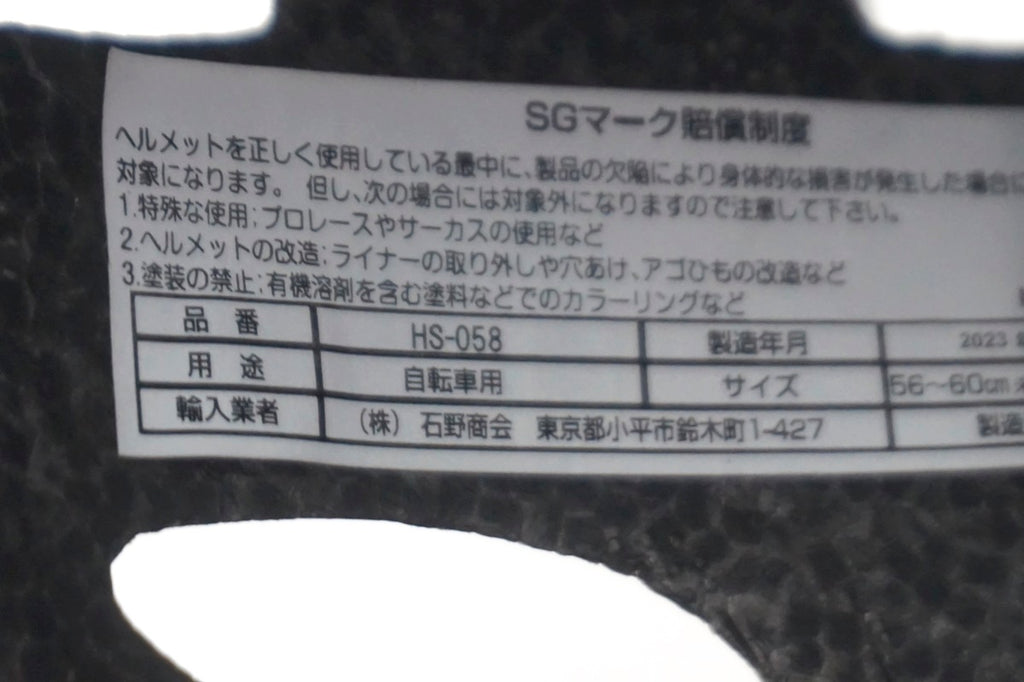 SGマーク賠償制度
ヘルメットを正しく使用している最中に、製品の欠陥により身体的な損害が発生した場合に
対象になります。 但し、次の場合には対象外になりますので注意して下さい。
1.特殊な使用;プロレースやサーカスの使用など
2.ヘルメットの改造;ライナーの取り外しや穴あけ、アゴひもの改造など
3.塗装の禁止;有機溶剤を含む塗料などでのカラーリングなど
品 番 HS-058 製造年月 2023
用 途 自転車用 サイズ 56～60cm
輸入業者 (株) 石野商会 東京都小平市鈴木町1-427 製造